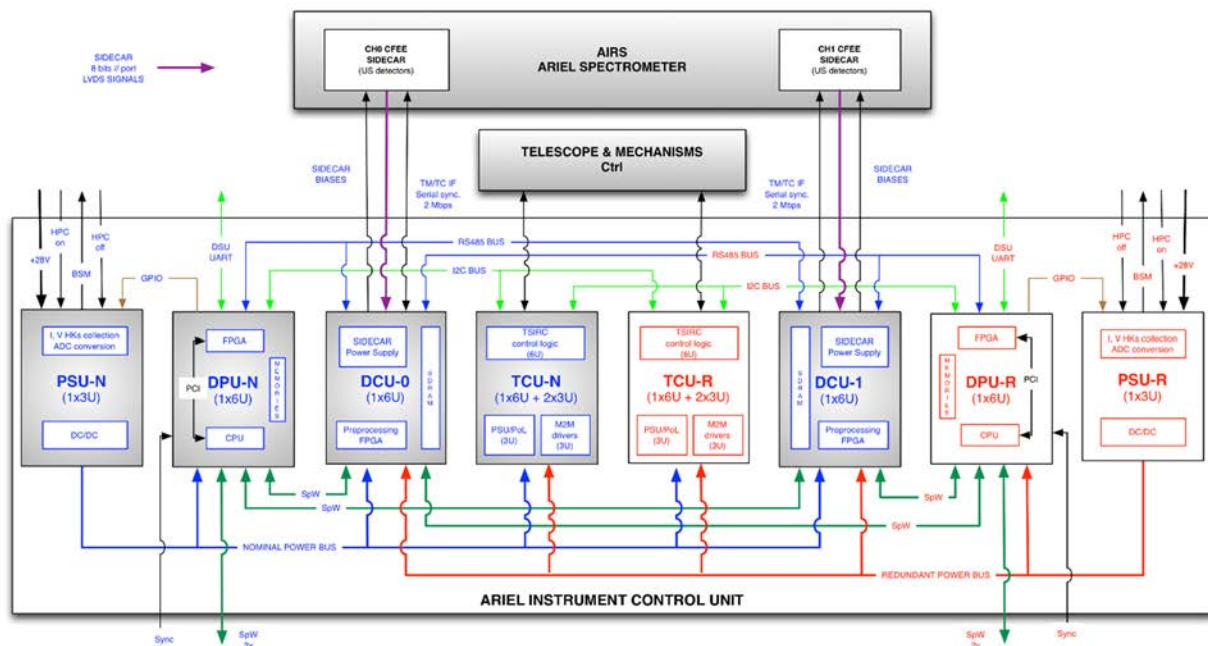 CH0 CFEE
SIDECAR
(US detectors)
AIRS
ARIEL SPECTROMETER
CH1 CFEE
SIDECAR
(US detectors)
SIDECAR
8 bits // port
LVDS SIGNALS
TELESCOPE & MECHANISMS
Ctrl
SIDECAR
BIASES
TM/TC IF
Serial sync.
2 Mbps
TM/TC IF
Serial sync.
2 Mbps
SIDECAR
BIASES
+28V
HPC
on
BSM
HPC
off
DSU
UART
GPIO
RS485 BUS
RS485 BUS
I2C BUS
I2C BUS
DSU
UART
GPIO
HPC
off
BSM
HPC
on
+28V
I, V HKs collection
ADC conversion
PSU-N
(1x3U)
DC/DC
FPGA
PCI
DPU-N
(1x6U)
MEMORIES
CPU
SIDECAR
Power Supply
DCU-0
(1x6U)
SDRAM
Preprocessing
FPGA
TSIRC
control logic
(6U)
TCU-N
(1x6U + 2x3U)
PSU/PoL
(3U)
M2M
drivers
(3U)
TSIRC
control logic
(6U)
TCU-R
(1x6U + 2x3U)
PSU/PoL
(3U)
M2M
drivers
(3U)
SIDECAR
Power Supply
DCU-1
(1x6U)
SDRAM
Preprocessing
FPGA
FPGA
MEMORIES
PCI
DPU-R
(1x6U)
CPU
I, V HKs collection
ADC conversion
PSU-R
(1x3U)
DC/DC
SpW
SpW
SpW
SpW
NOMINAL POWER BUS
REDUNDANT POWER BUS
ARIEL INSTRUMENT CONTROL UNIT
Sync
SpW
2x
SpW
2x
Sync